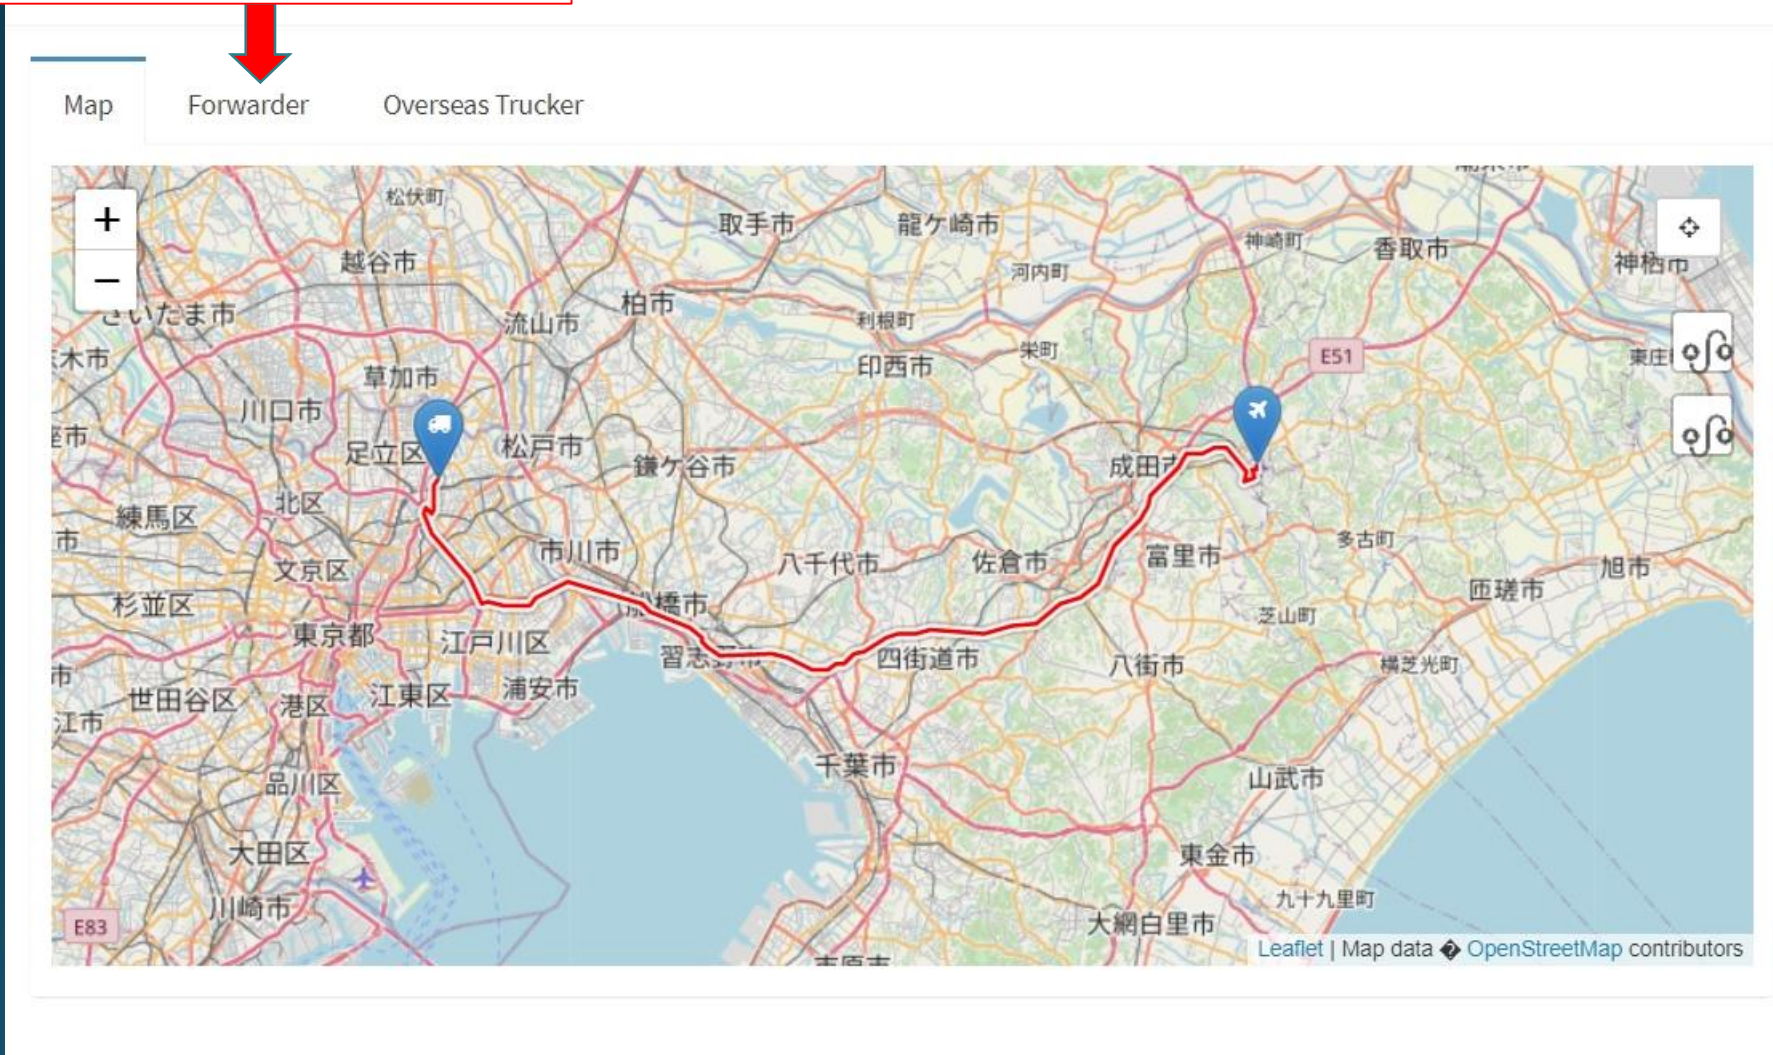 Map
Forwarder
Overseas Trucker
+
−
松伏町
取手市
龍ケ崎市
神崎町
香取市
神栖市
越谷市
河内町
柏市
さいたま市
流山市
利根町
栄町
E51
印西市
草加市
川口市
足立区
松戸市
鎌ケ谷市
成田市
北区
練馬区
市川市
八千代市
佐倉市
富里市
多古町
旭市
文京区
杉並区
船橋市
匝瑳市
芝山町
東京都
江戸川区
習志野市
四街道市
八街市
横芝光町
世田谷区
港区
江東区
浦安市
千葉市
品川区
山武市
大田区
東金市
川崎市
九十九里町
大網白里市
E83
市原市
Leaflet | Map data � OpenStreetMap contributors